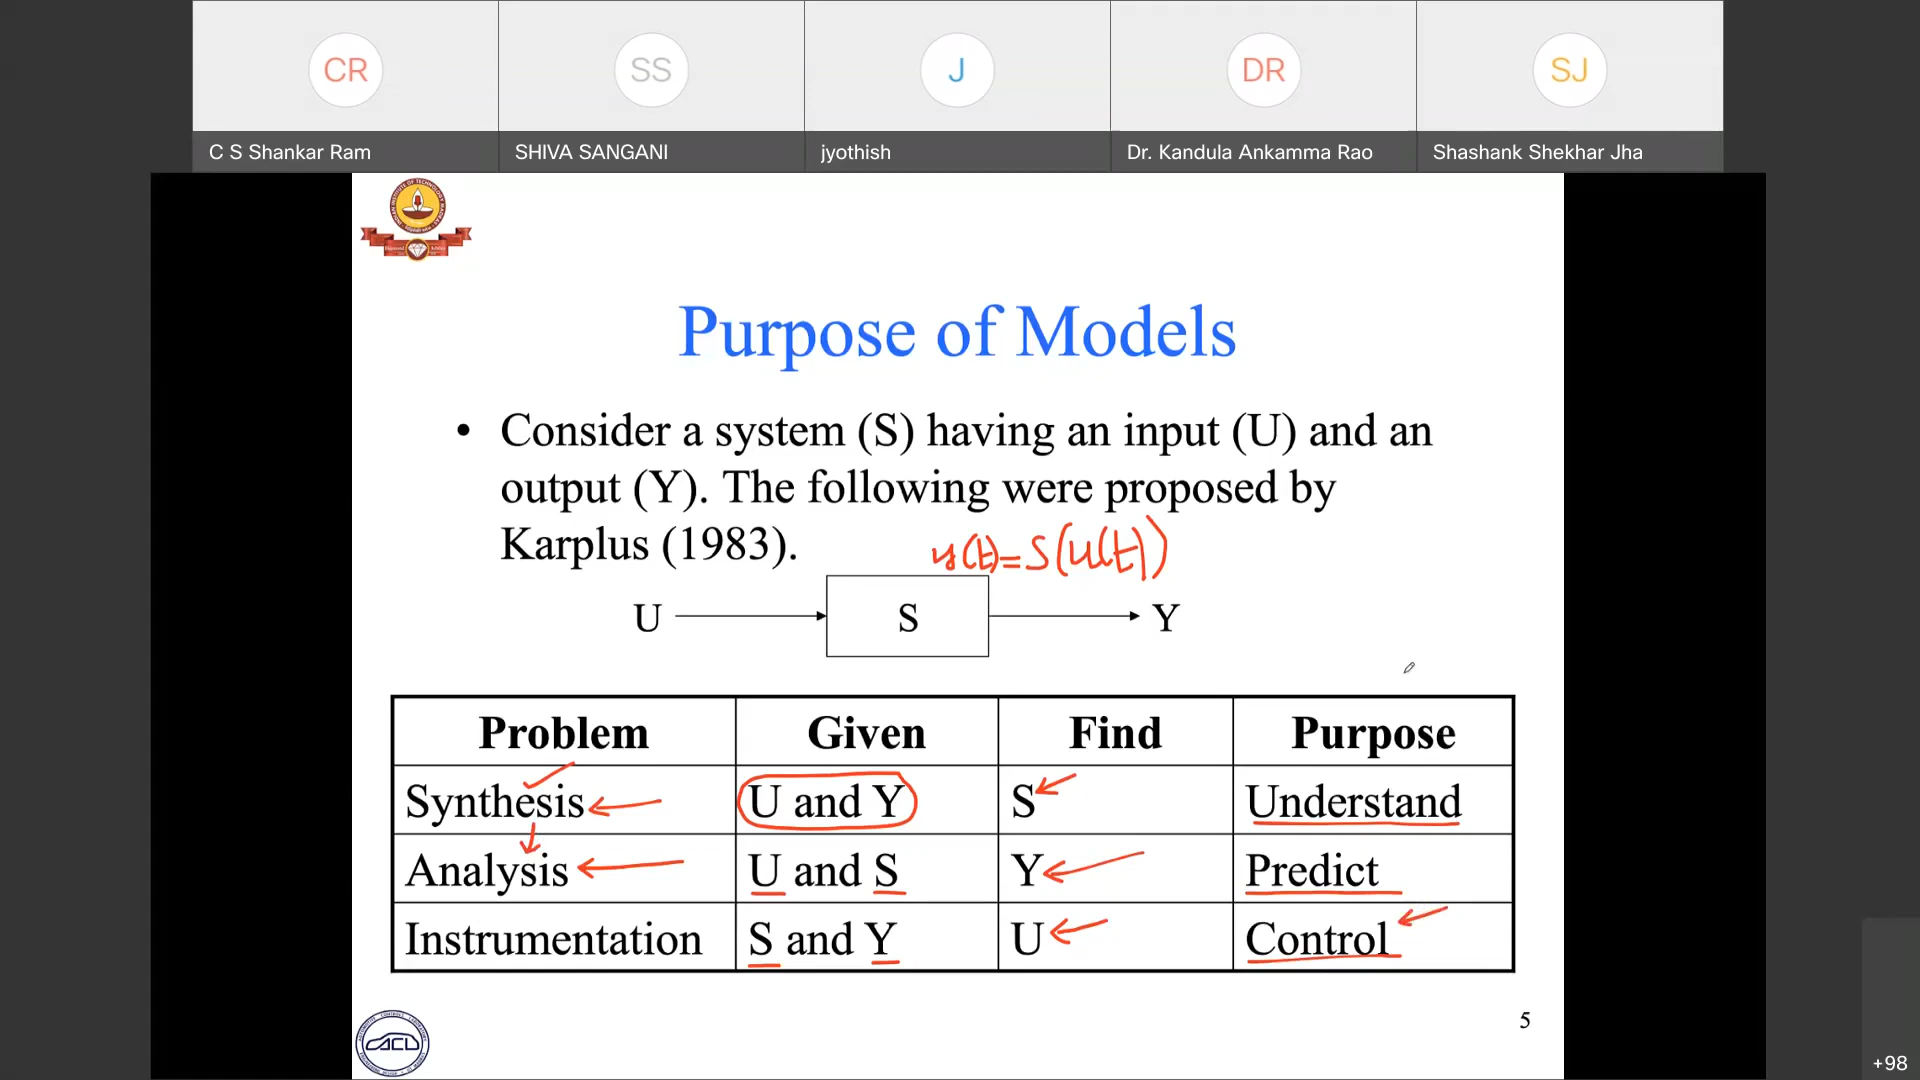 CR
SS
J
DR
SJ
C S Shankar Ram
SHIVA SANGANI
jyothish
Dr. Kandula Ankamma Rao
Shashank Shekhar Jha
Purpose of Models
• Consider a system (S) having an input (U) and an
output (Y). The following were proposed by
Karplus (1983).
y(t)=S(u(t))
U S Y
Problem Given Find Purpose
Synthesis U and Y S Understand
Analysis U and S Y Predict
Instrumentation S and Y U Control
ACL
5
+98